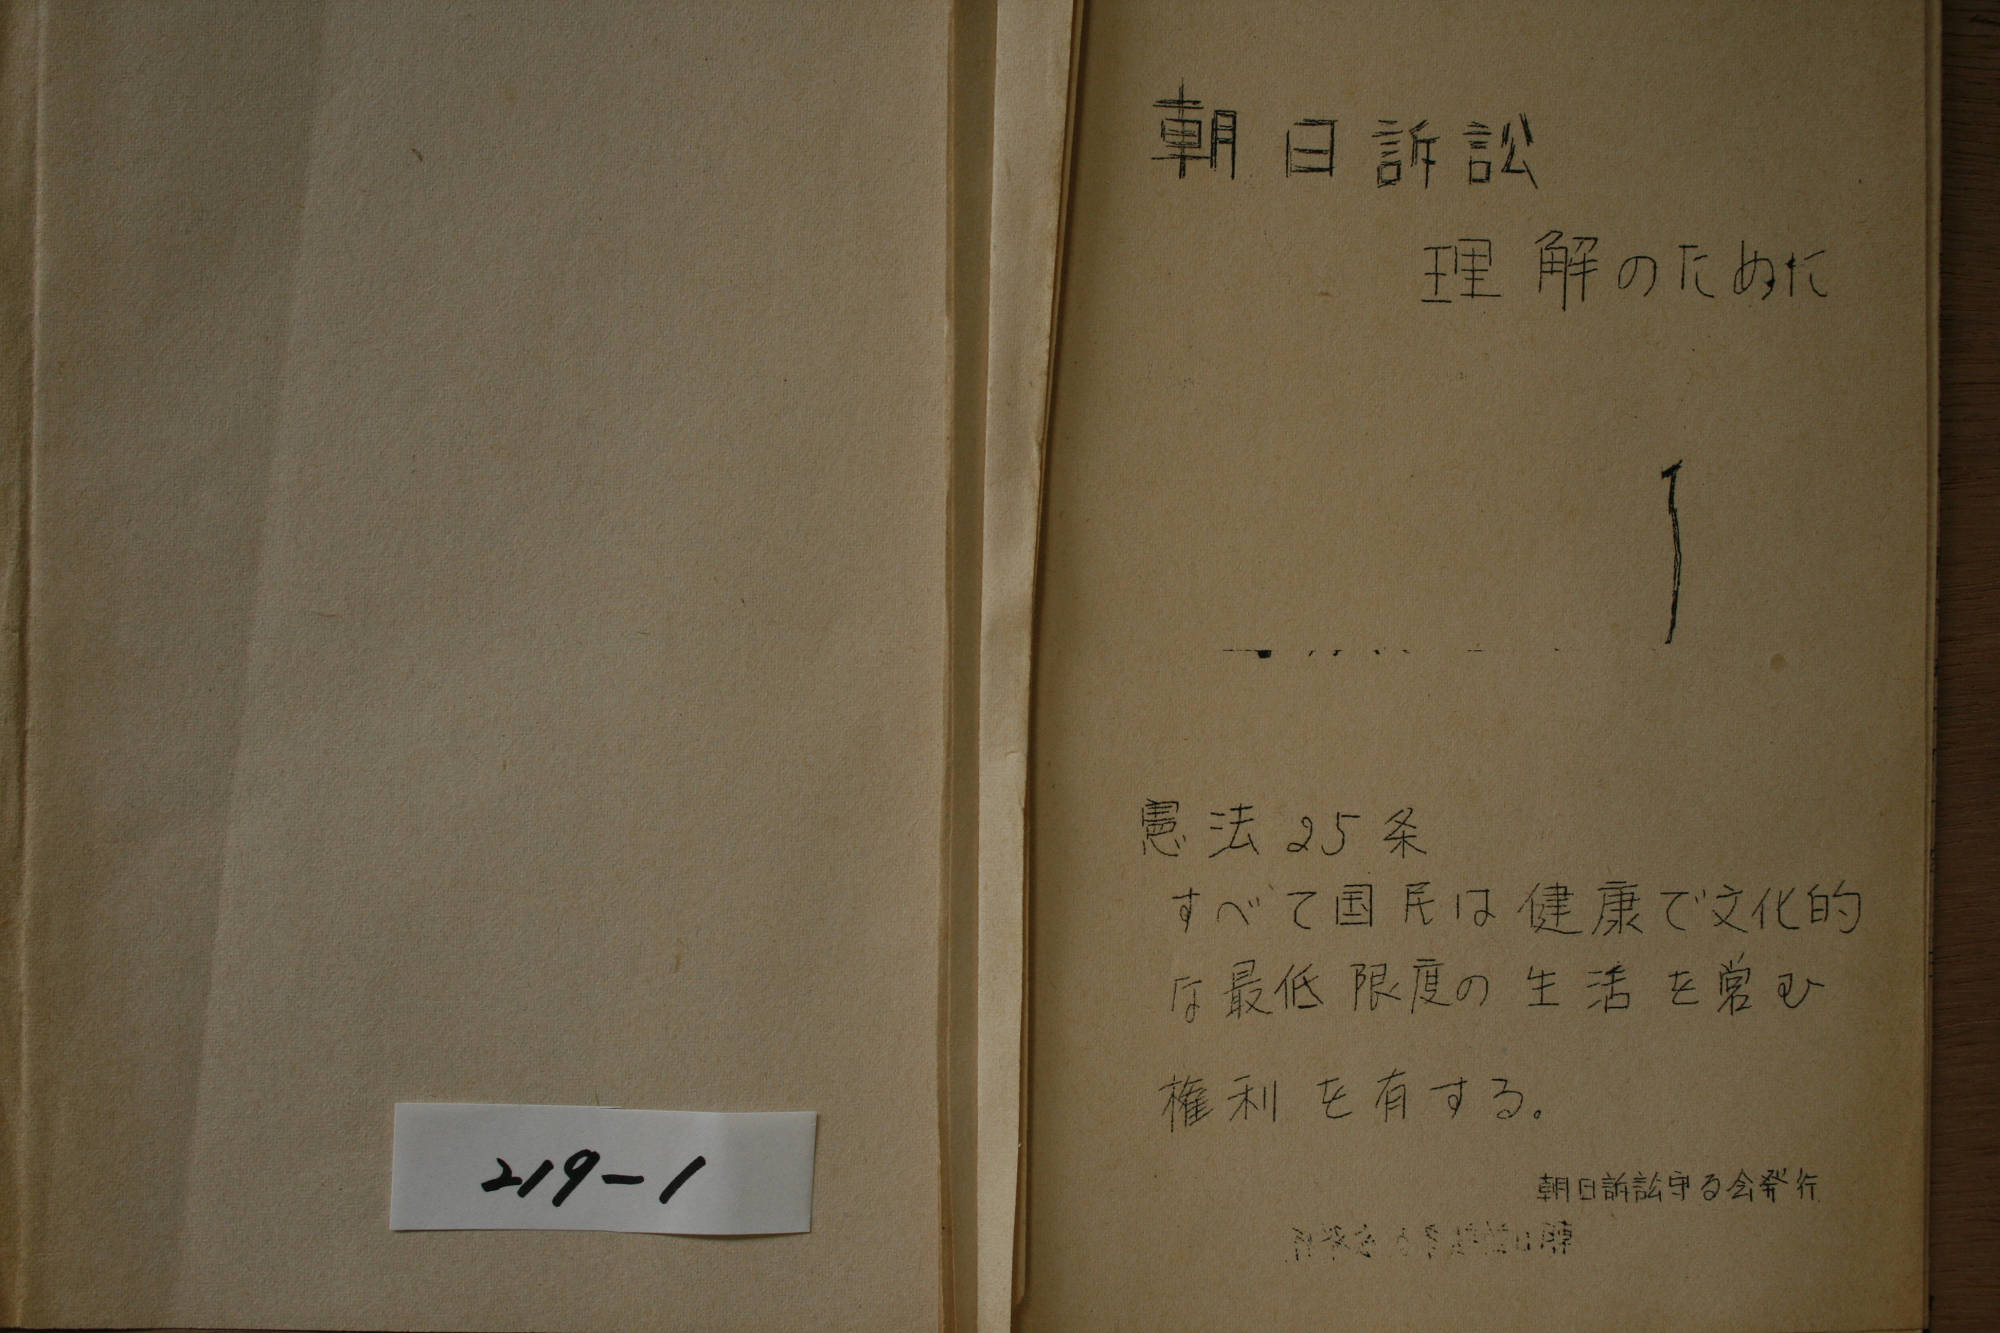 朝日訴訟
理解のために
憲法25条
すべて国民は健康で文化的
な最低限度の生活を営む
権利を有する。
朝日訴訟守る会発行
219-1